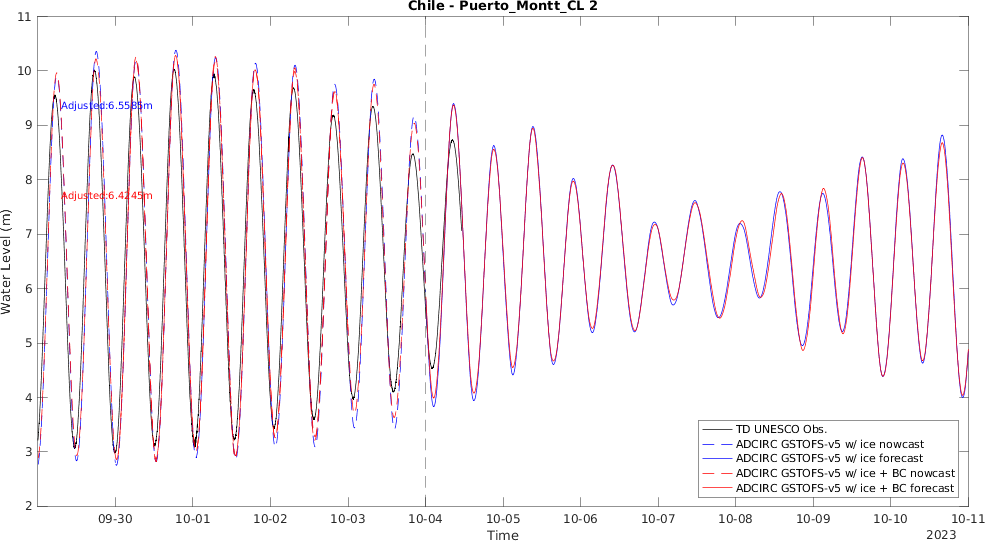 Chile - Puerto_Montt_CL 2
11
10
9
8
7
6
5
4
3
2
Water Level (m)
Adjusted:6.5585m
Adjusted:6.4245m
TD UNESCO Obs.
ADCIRC GSTOFS-v5 w/ ice nowcast
ADCIRC GSTOFS-v5 w/ ice forecast
ADCIRC GSTOFS-v5 w/ ice + BC nowcast
ADCIRC GSTOFS-v5 w/ ice + BC forecast
09-30 10-01 10-02 10-03 10-04 10-05 10-06 10-07 10-08 10-09 10-10 10-11
Time
2023